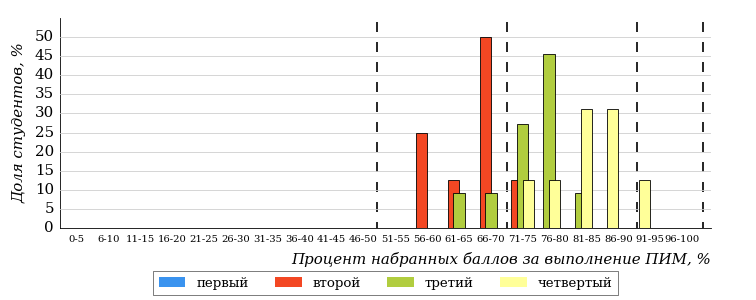 Доля студентов, %
50
45
40
35
30
25
20
15
10
5
0
0-5 6-10 11-15 16-20 21-25 26-30 31-35 36-40 41-45 46-50 51-55 56-60 61-65 66-70 71-75 76-80 81-85 86-90 91-95 96-100
Процент набранных баллов за выполнение ПИМ, %
первый второй третий четвертый